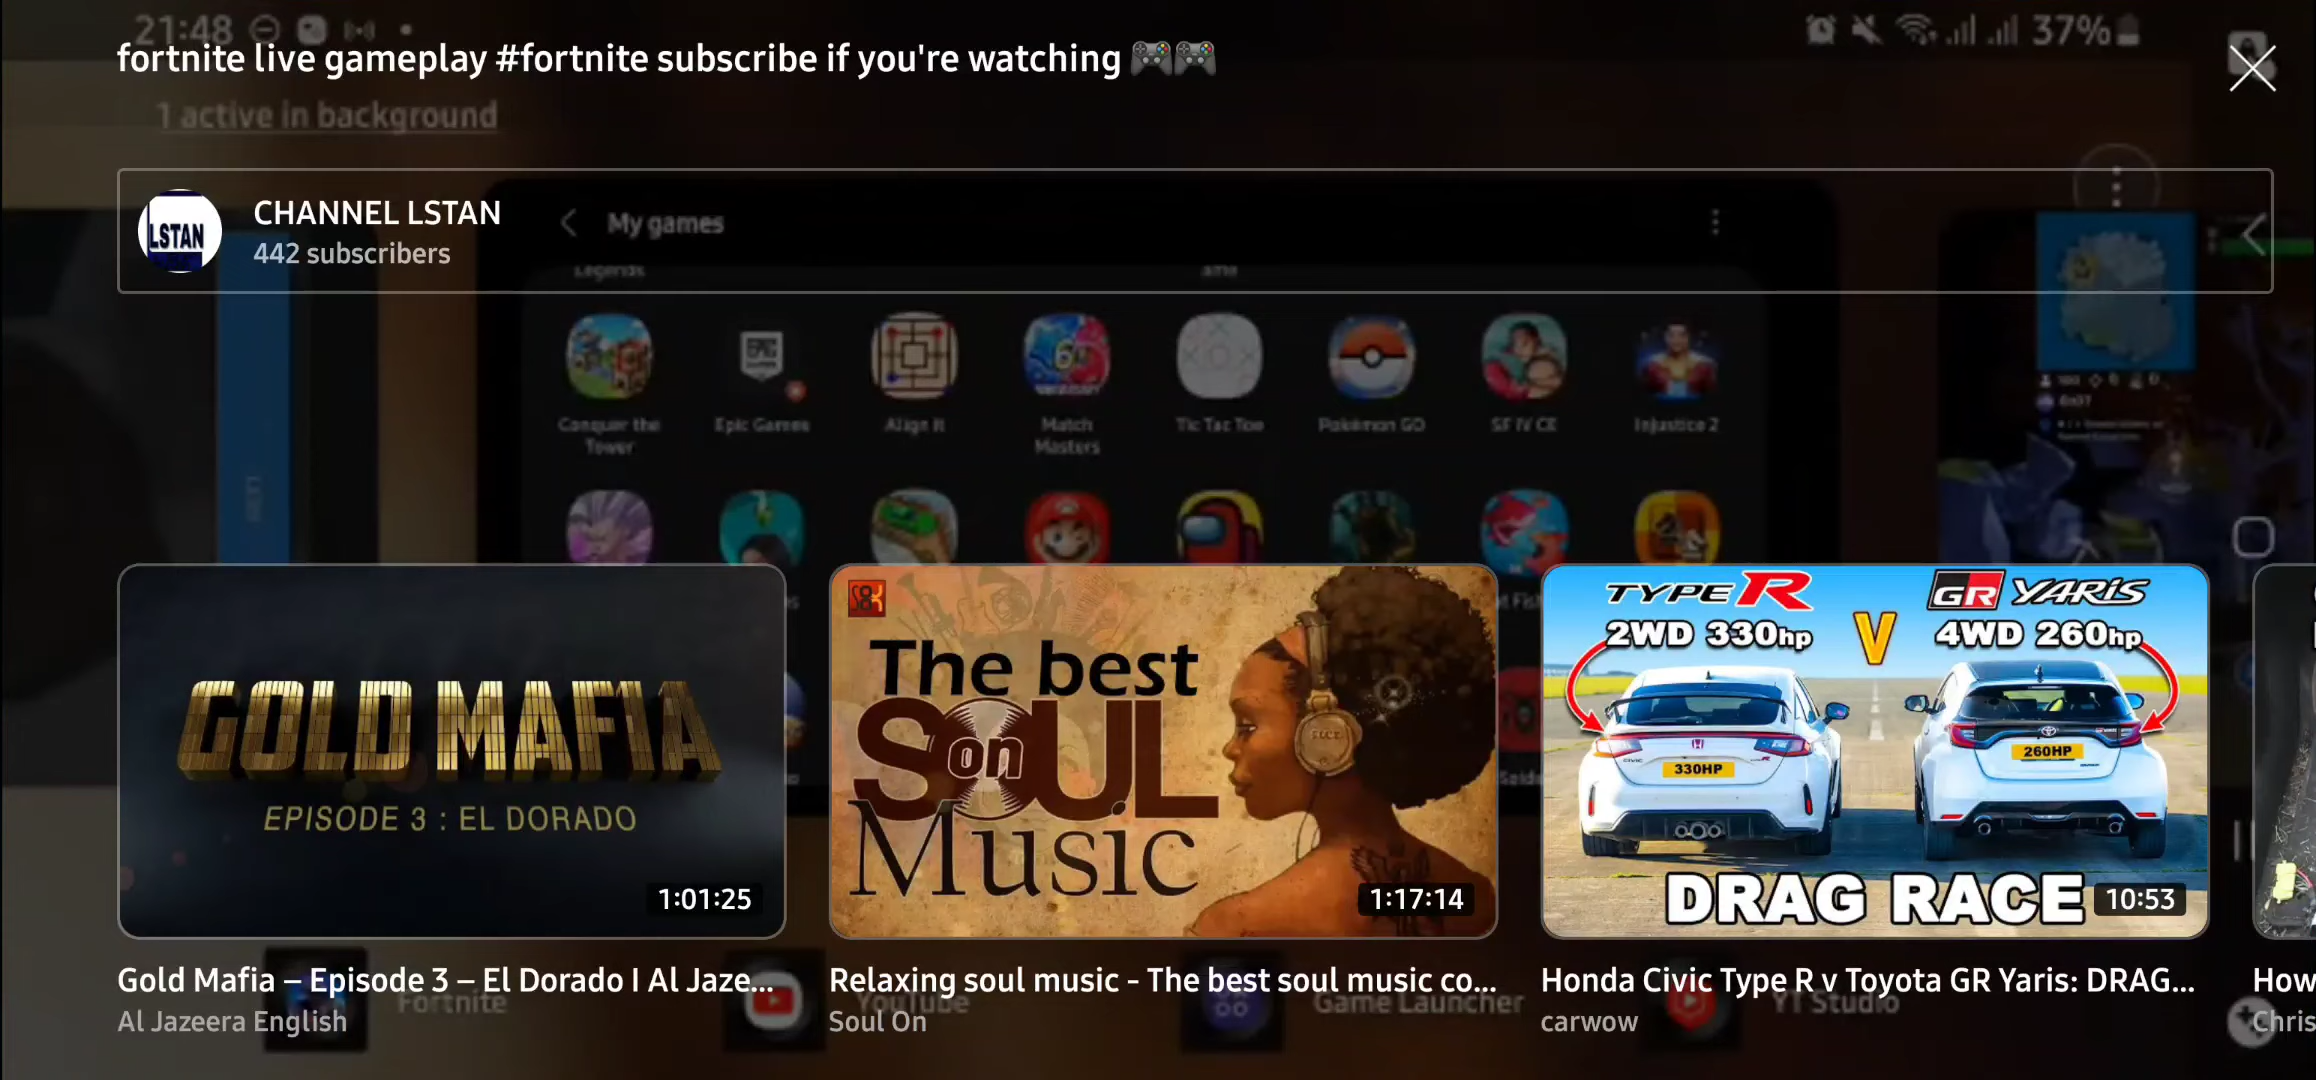 21:48
37%
fortnite live gameplay #fortnite subscribe if you're watching 🎮🎮
1 active in background
LSTAN
CHANNEL LSTAN
442 subscribers
My games
Legends
EPIC
Conquer the
Tower
Epic Games
Align It
Match
Masters
Tic Tac Toe
Pokémon GO
SF IV CE
Injustice 2
GOLD MAFIA
EPISODE 3 : EL DORADO
1:01:25
The best
SOUL
on
Music
1:17:14
TYPE R
GR YARIS
2WD 330hp
V
4WD 260hp
330HP
260HP
DRAG RACE
10:53
Gold Mafia – Episode 3 – El Dorado I Al Jaze...
Al Jazeera English
Relaxing soul music - The best soul music co...
Soul On
Honda Civic Type R v Toyota GR Yaris: DRAG...
carwow
How
Chris
Fortnite
YouTube
Game Launcher
YT Studio